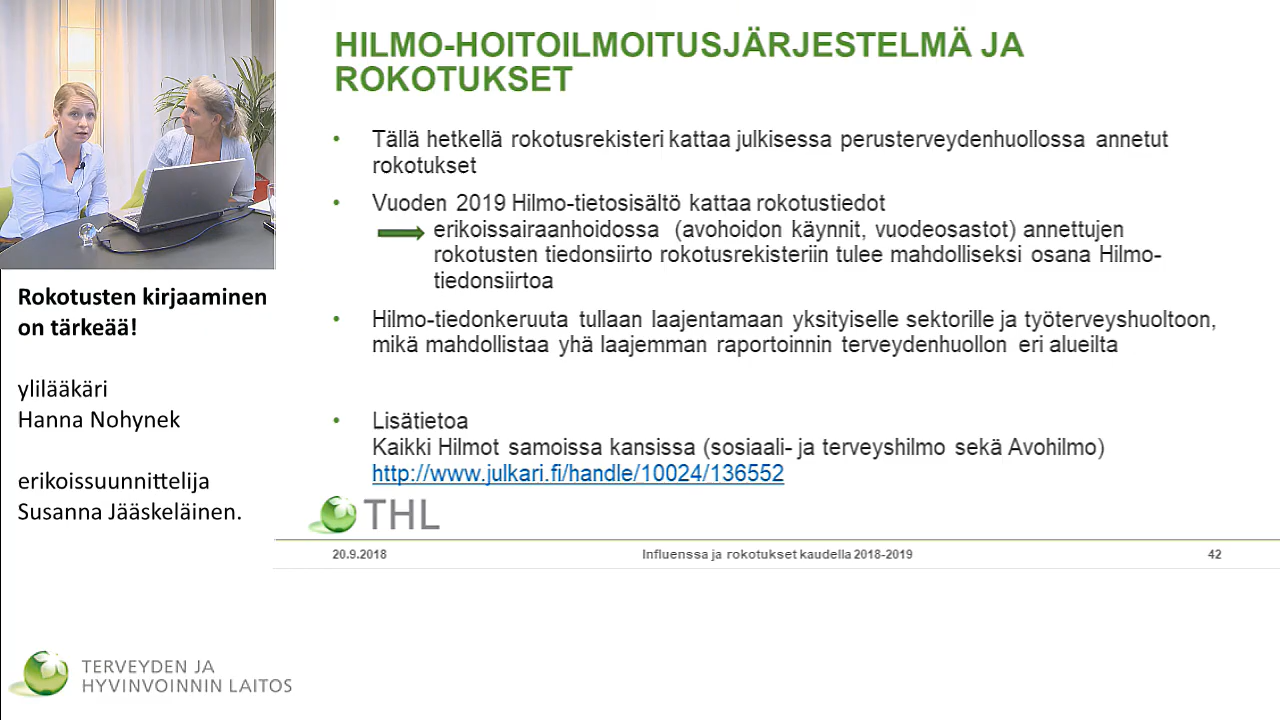 HILMO-HOITOILMOITUSJÄRJESTELMÄ JA
ROKOTUKSET
• Tällä hetkellä rokotusrekisteri kattaa julkisessa perusterveydenhuollossa annetut
rokotukset
• Vuoden 2019 Hilmo-tietosisältö kattaa rokotustiedot
erikoissairaanhoidossa (avohoidon käynnit, vuodeosastot) annettujen
rokotusten tiedonsiirto rokotusrekisteriin tulee mahdolliseksi osana Hilmo-
tiedonsiirtoa
• Hilmo-tiedonkeruuta tullaan laajentamaan yksityiselle sektorille ja työterveyshuoltoon,
mikä mahdollistaa yhä laajemman raportoinnin terveydenhuollon eri alueilta
• Lisätietoa
Kaikki Hilmot samoissa kansissa (sosiaali- ja terveyshilmo sekä Avohilmo)
http://www.julkari.fi/handle/10024/136552
THL
20.9.2018 Influenssa ja rokotukset kaudella 2018-2019 42
Rokotusten kirjaaminen
on tärkeää!
ylilääkäri
Hanna Nohynek
erikoissuunnittelija
Susanna Jääskeläinen.
TERVEYDEN JA
HYVINVOINNIN LAITOS